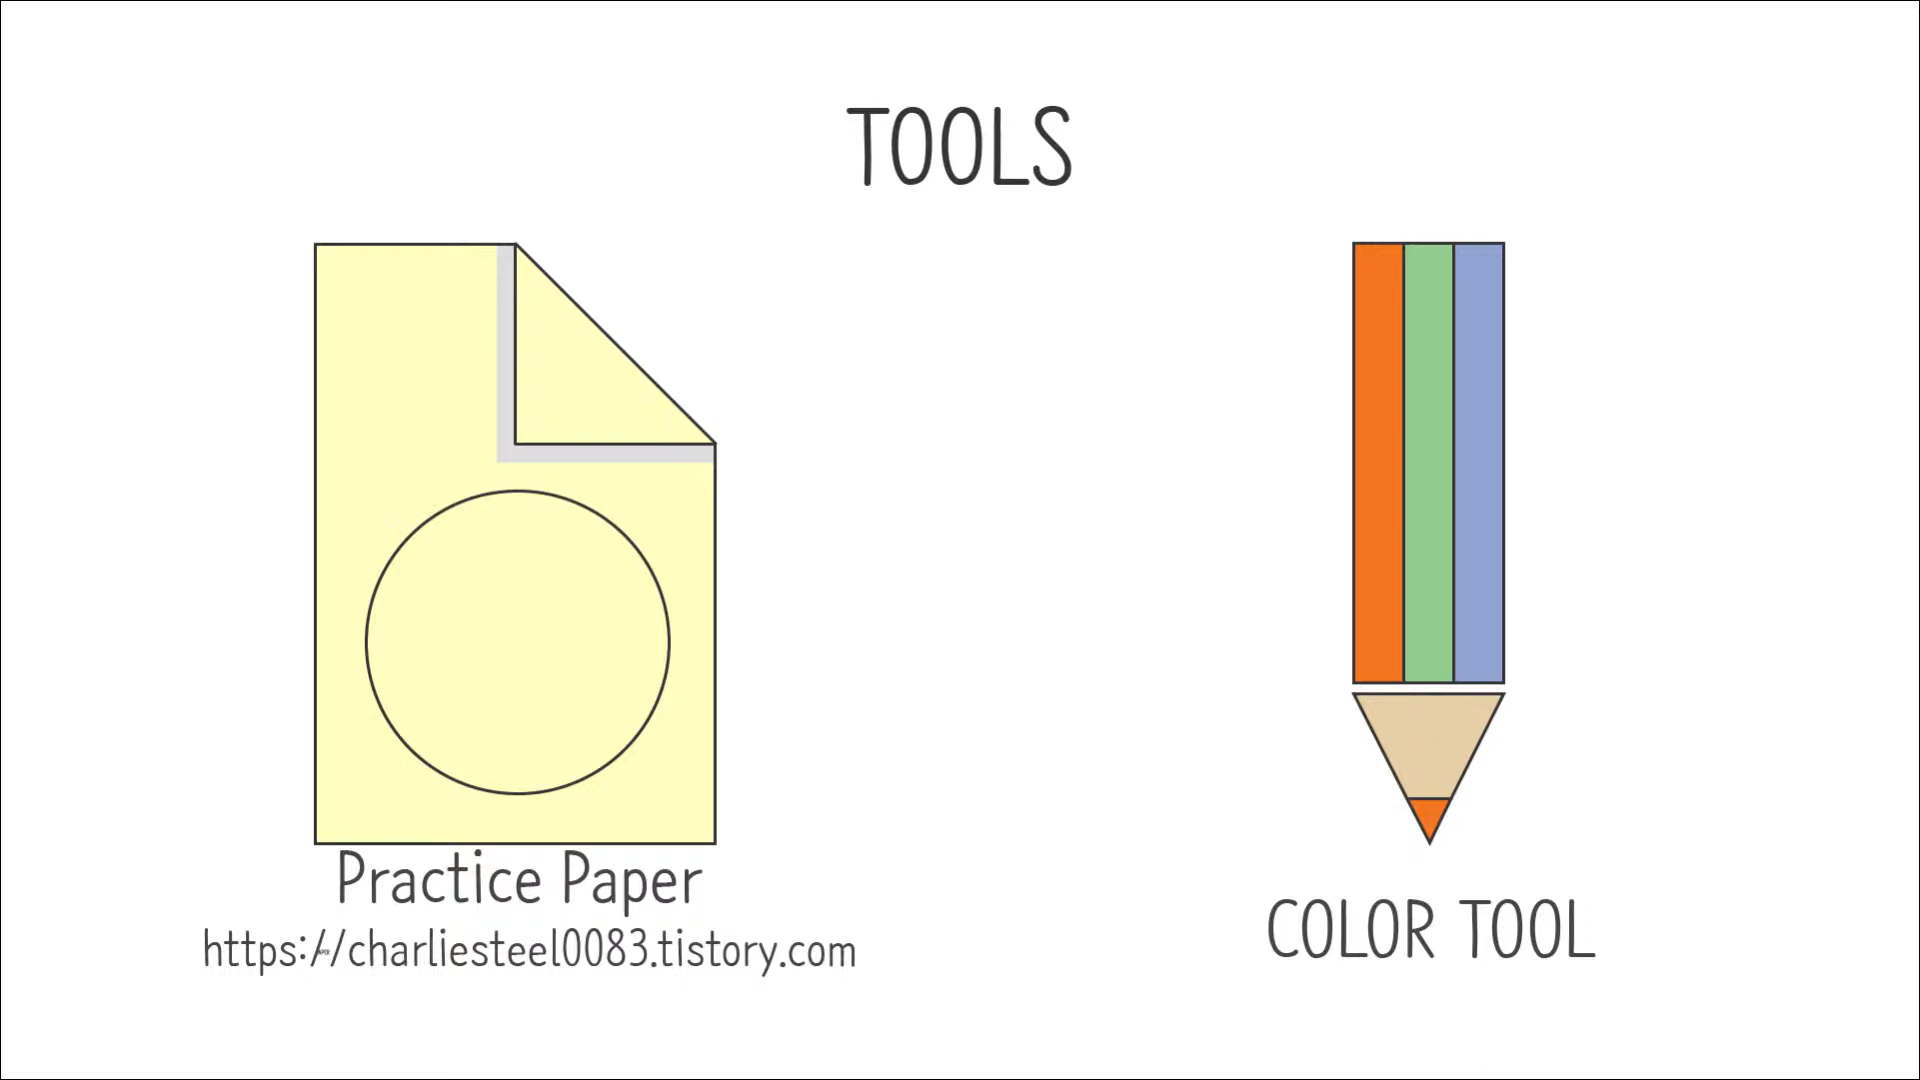 TOOLS
Practice Paper
https://charliesteel0083.tistory.com
COLOR TOOL